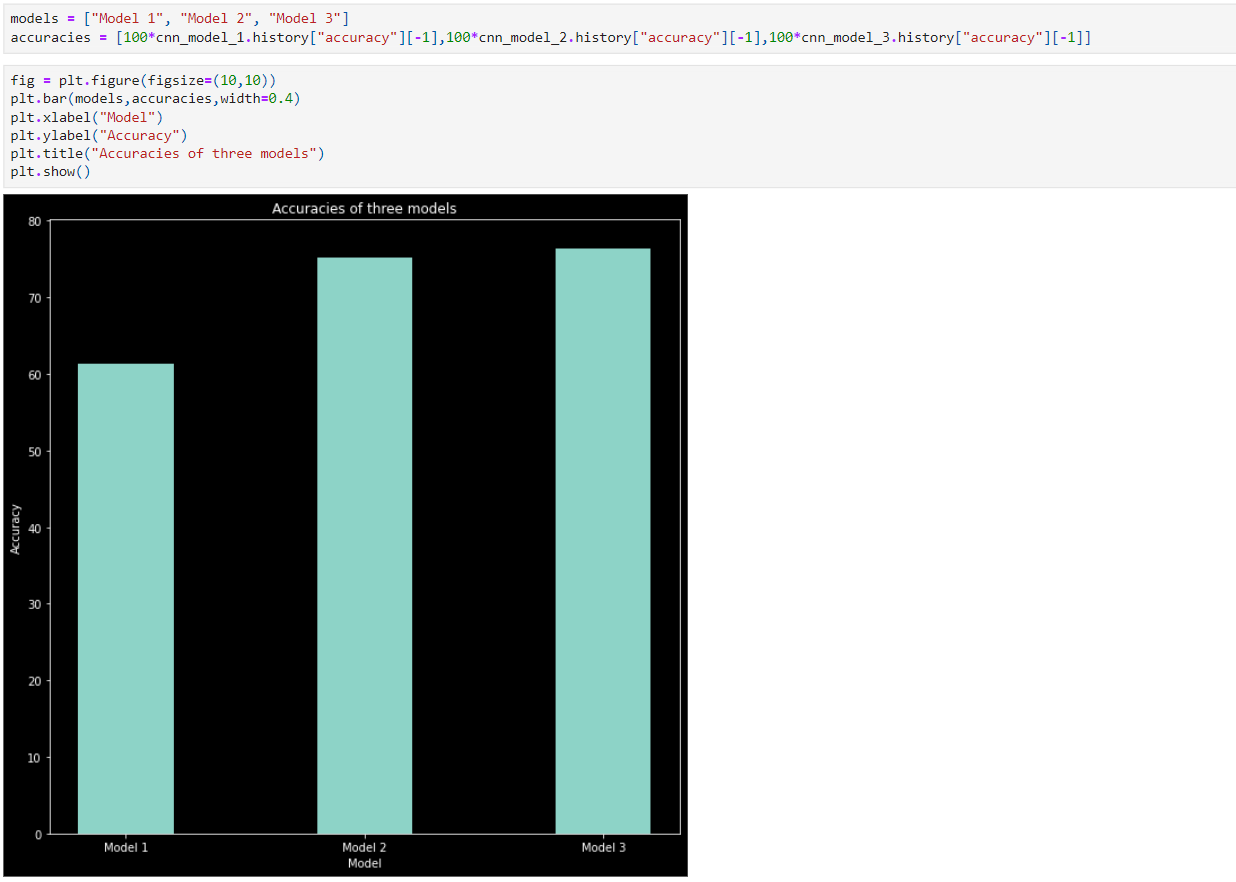 models = ["Model 1", "Model 2", "Model 3"]
accuracies = [100*cnn_model_1.history["accuracy"][-1],100*cnn_model_2.history["accuracy"][-1],100*cnn_model_3.history["accuracy"][-1]]
fig = plt.figure(figsize=(10,10))
plt.bar(models,accuracies,width=0.4)
plt.xlabel("Model")
plt.ylabel("Accuracy")
plt.title("Accuracies of three models")
plt.show()
Accuracies of three models
80
70
60
50
40
30
20
10
0
Accuracy
Model 1 Model 2 Model 3
Model